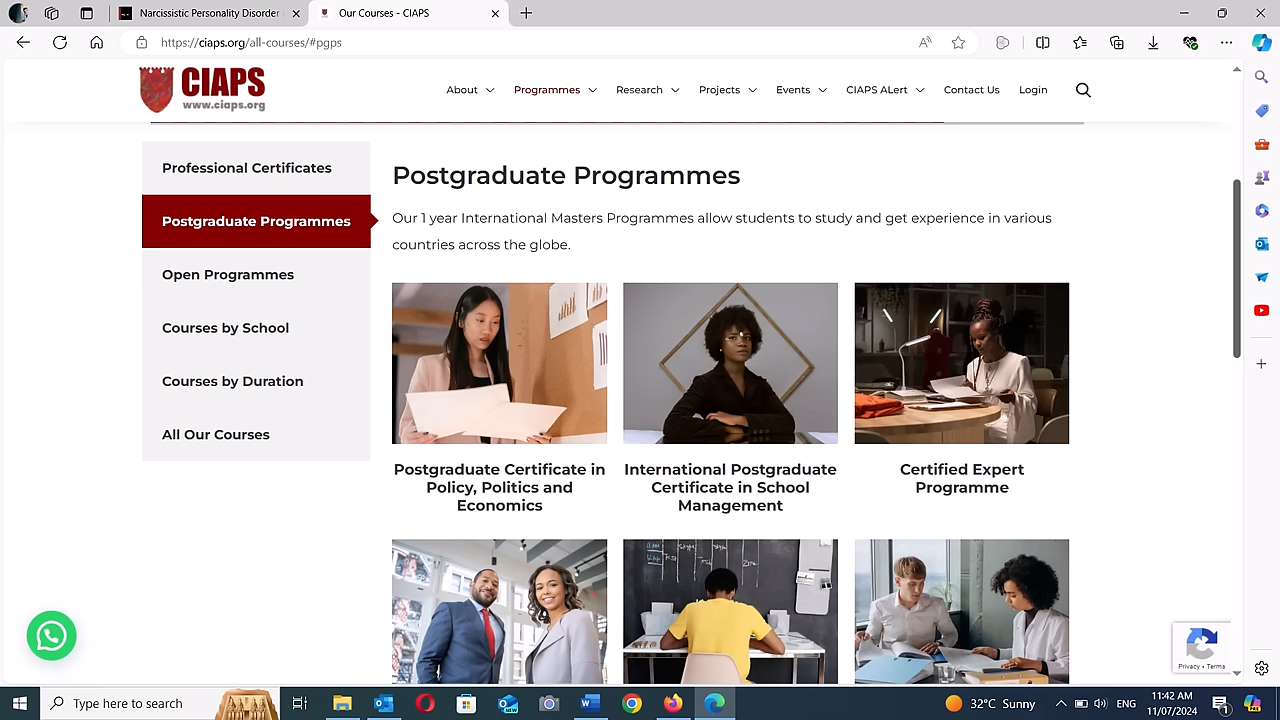 Narcissistic Personality Disorder
Our Courses - CIAPS
https://ciaps.org/all-courses/#pgps
CIAPS
www.ciaps.org
About
Programmes
Research
Projects
Events
CIAPS ALert
Contact Us
Login
Professional Certificates
Postgraduate Programmes
Open Programmes
Courses by School
Courses by Duration
All Our Courses
Postgraduate Programmes
Our 1 year International Masters Programmes allow students to study and get experience in various
countries across the globe.
Postgraduate Certificate in
Policy, Politics and
Economics
International Postgraduate
Certificate in School
Management
Certified Expert
Programme
Privacy • Terms
Type here to search
32°C Sunny
ENG
11:42 AM
11/07/2024